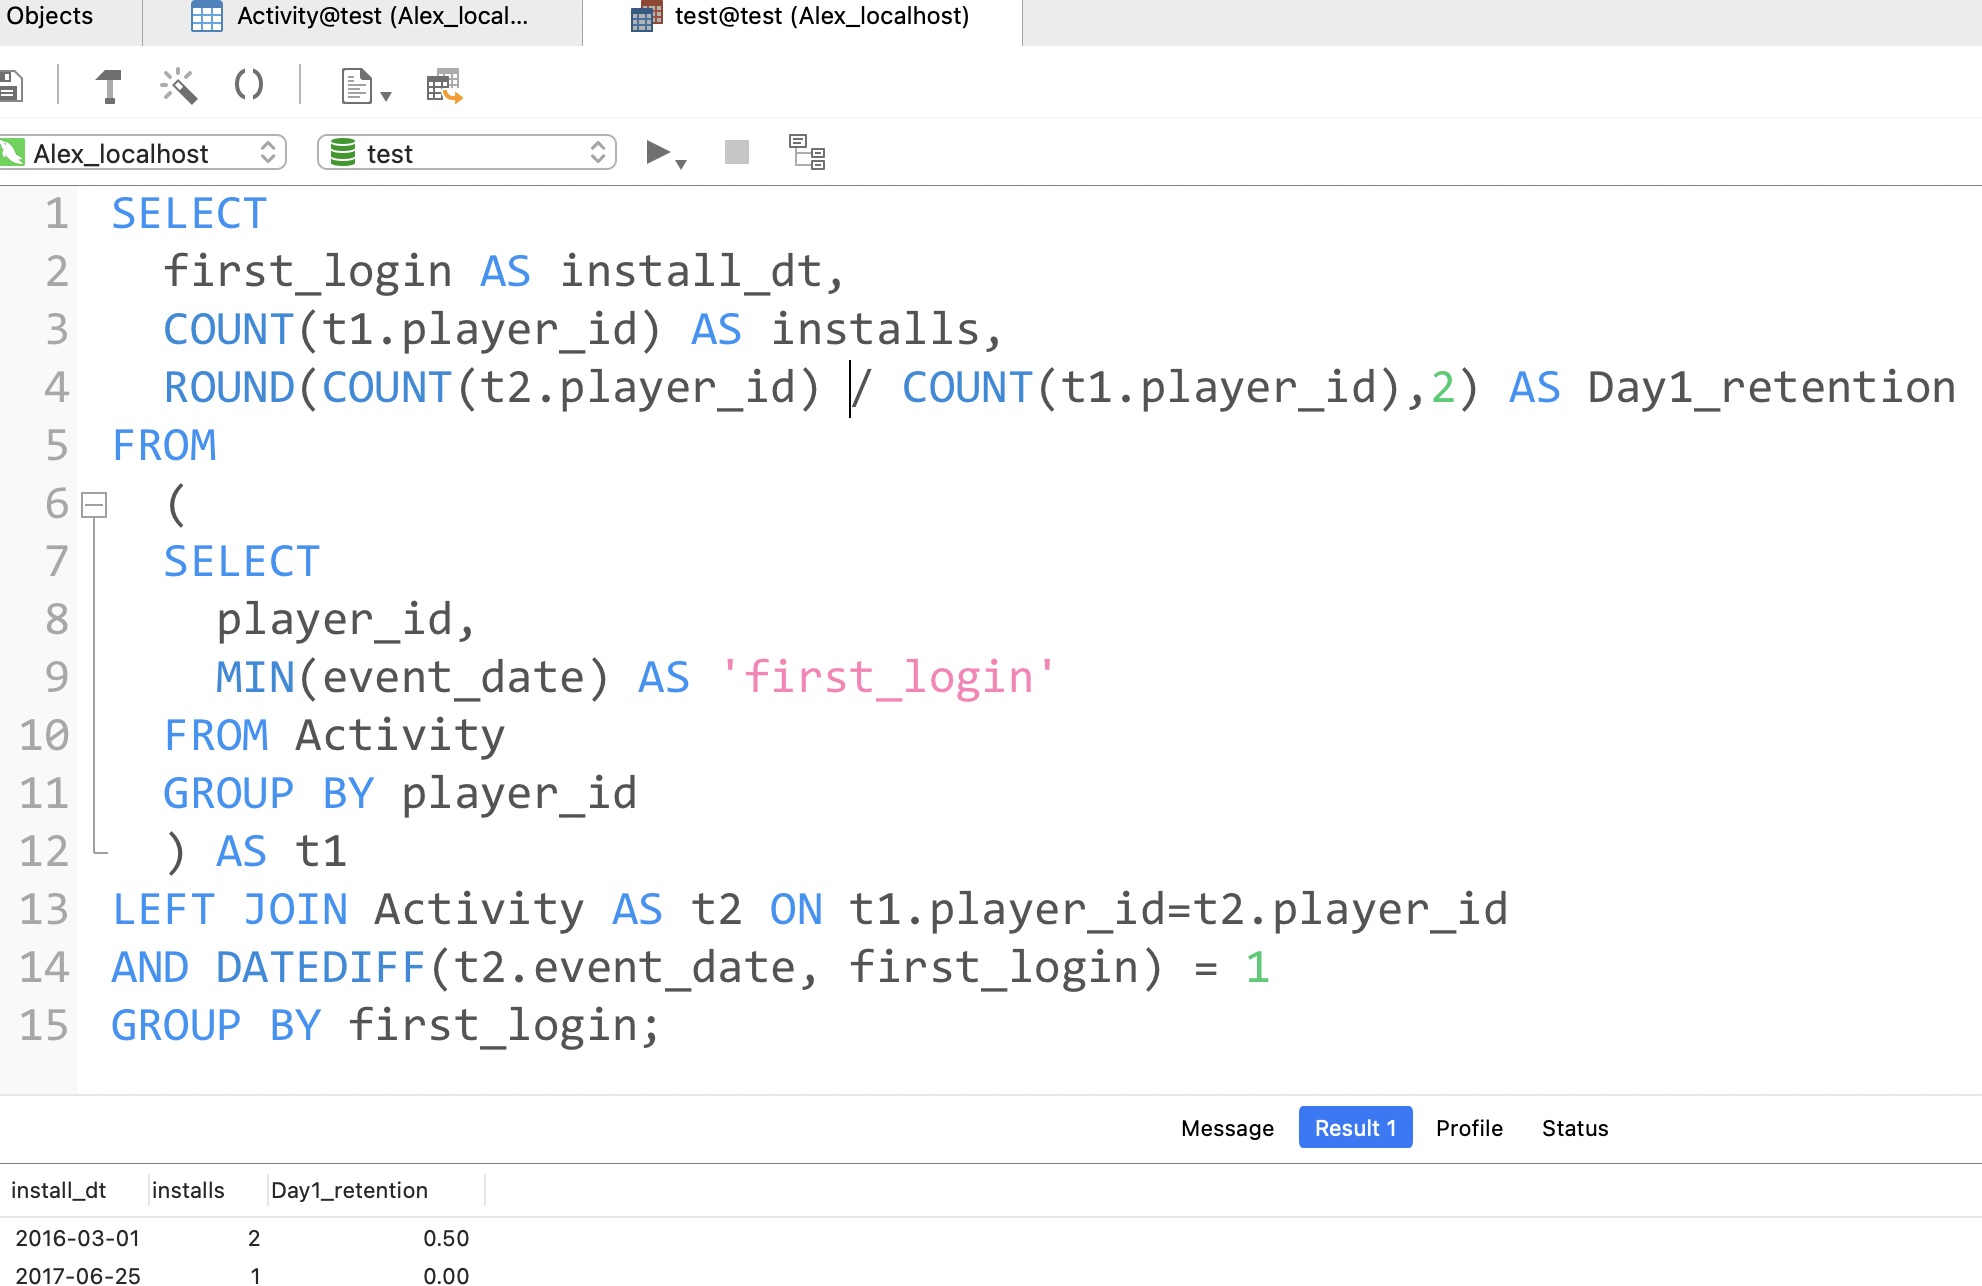 Objects
Activity@test (Alex_local...
test@test (Alex_localhost)
Alex_localhost
test
1 SELECT
2 first_login AS install_dt,
3 COUNT(t1.player_id) AS installs,
4 ROUND(COUNT(t2.player_id) / COUNT(t1.player_id),2) AS Day1_retention
5 FROM
6 (
7 SELECT
8 player_id,
9 MIN(event_date) AS 'first_login'
10 FROM Activity
11 GROUP BY player_id
12 ) AS t1
13 LEFT JOIN Activity AS t2 ON t1.player_id=t2.player_id
14 AND DATEDIFF(t2.event_date, first_login) = 1
15 GROUP BY first_login;
Message Result 1 Profile Status
install_dt installs Day1_retention
2016-03-01 2 0.50
2017-06-25 1 0.00